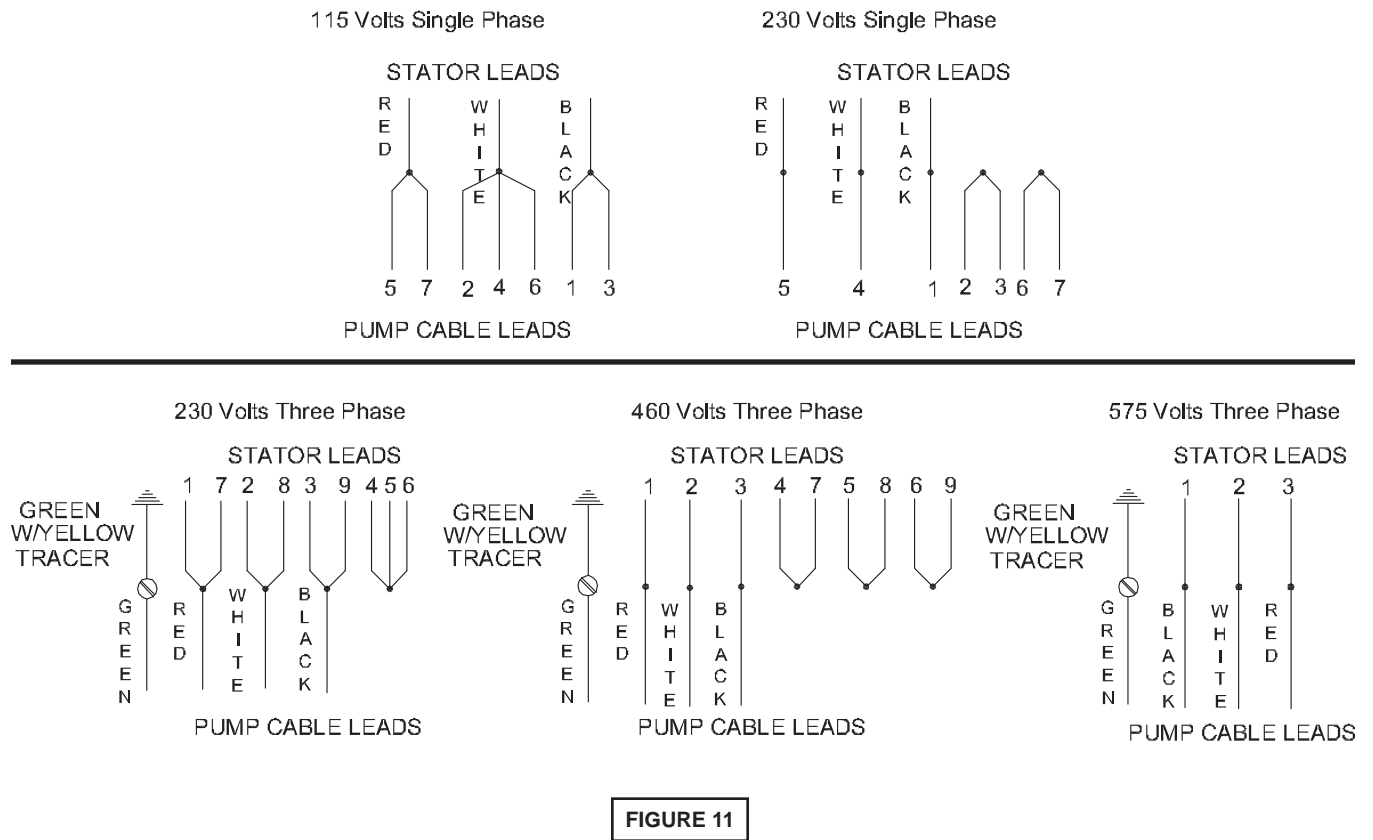 115 Volts Single Phase
STATOR LEADS
RED
WHITE
BLACK
5 7 2 4 6 1 3
PUMP CABLE LEADS
230 Volts Single Phase
STATOR LEADS
RED
WHITE
BLACK
5 4 1 2 3 6 7
PUMP CABLE LEADS
230 Volts Three Phase
STATOR LEADS
1 7 2 8 3 9 4 5 6
GREEN
W/YELLOW
TRACER
GREEN
RED
WHITE
BLACK
PUMP CABLE LEADS
460 Volts Three Phase
STATOR LEADS
1 2 3 4 7 5 8 6 9
GREEN
W/YELLOW
TRACER
GREEN
RED
WHITE
BLACK
PUMP CABLE LEADS
575 Volts Three Phase
STATOR LEADS
1 2 3
GREEN
W/YELLOW
TRACER
GREEN
BLACK
WHITE
RED
PUMP CABLE LEADS
FIGURE 11